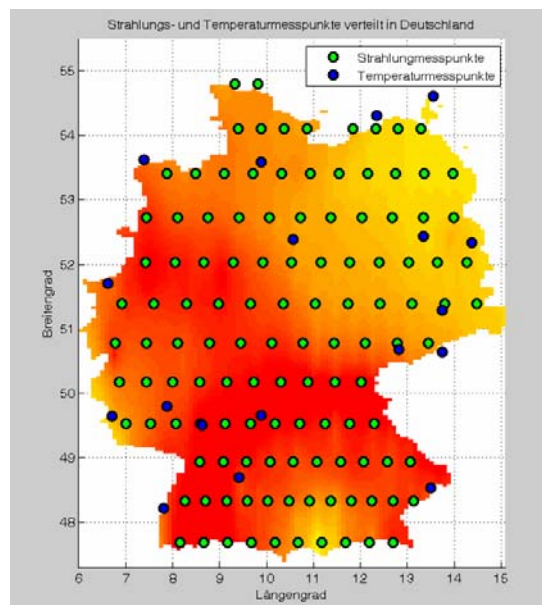 Strahlungs- und Temperaturmesspunkte verteilt in Deutschland
Strahlungmesspunkte
Temperaturmesspunkte
55
54
53
52
51
50
49
48
Breitengrad
6 7 8 9 10 11 12 13 14 15
Längengrad